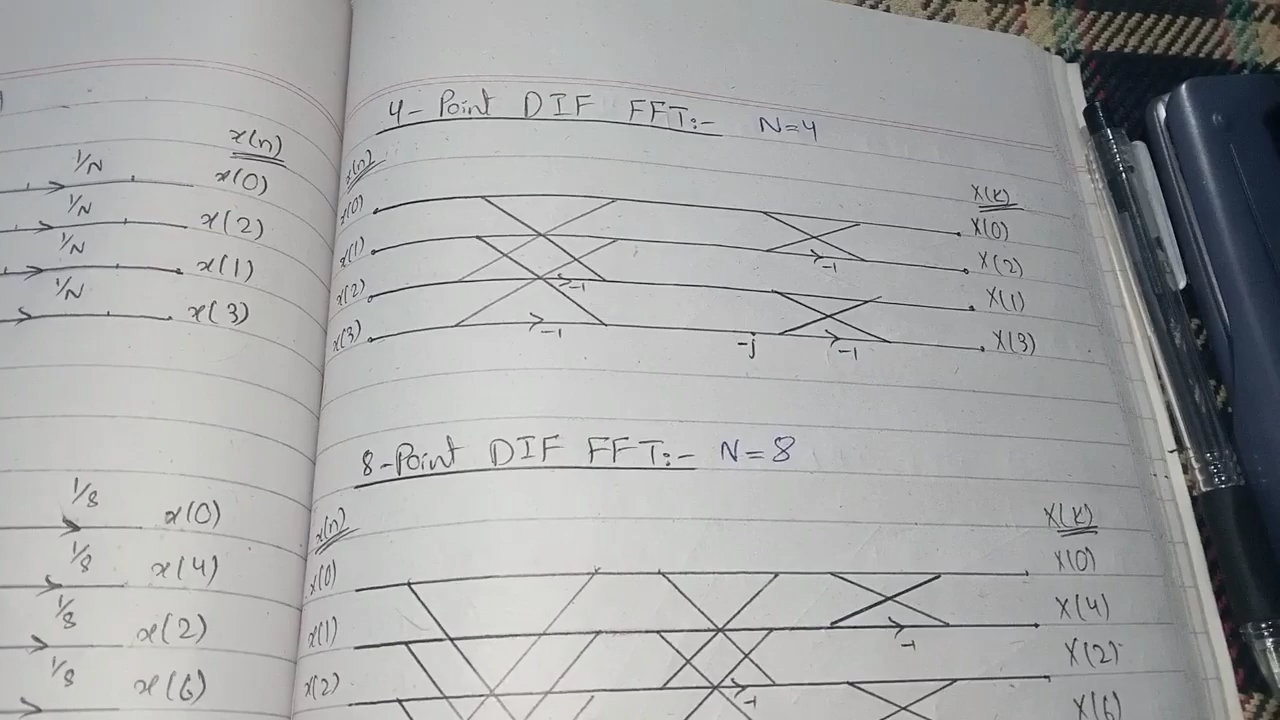 x(n)
1/N x(0)
1/N x(2)
1/N x(1)
1/N x(3)
1/8 x(0)
1/8 x(4)
1/8 x(2)
1/8 x(6)
4-Point DIF FFT:- N=4
x(n) X(K)
x(0) X(0)
x(1) -1 X(2)
x(2) -1 X(1)
x(3) -1 -j -1 X(3)
8-Point DIF FFT:- N=8
x(n) X(K)
x(0) X(0)
x(1) -1 X(4)
x(2) -1 X(2)
X(6)